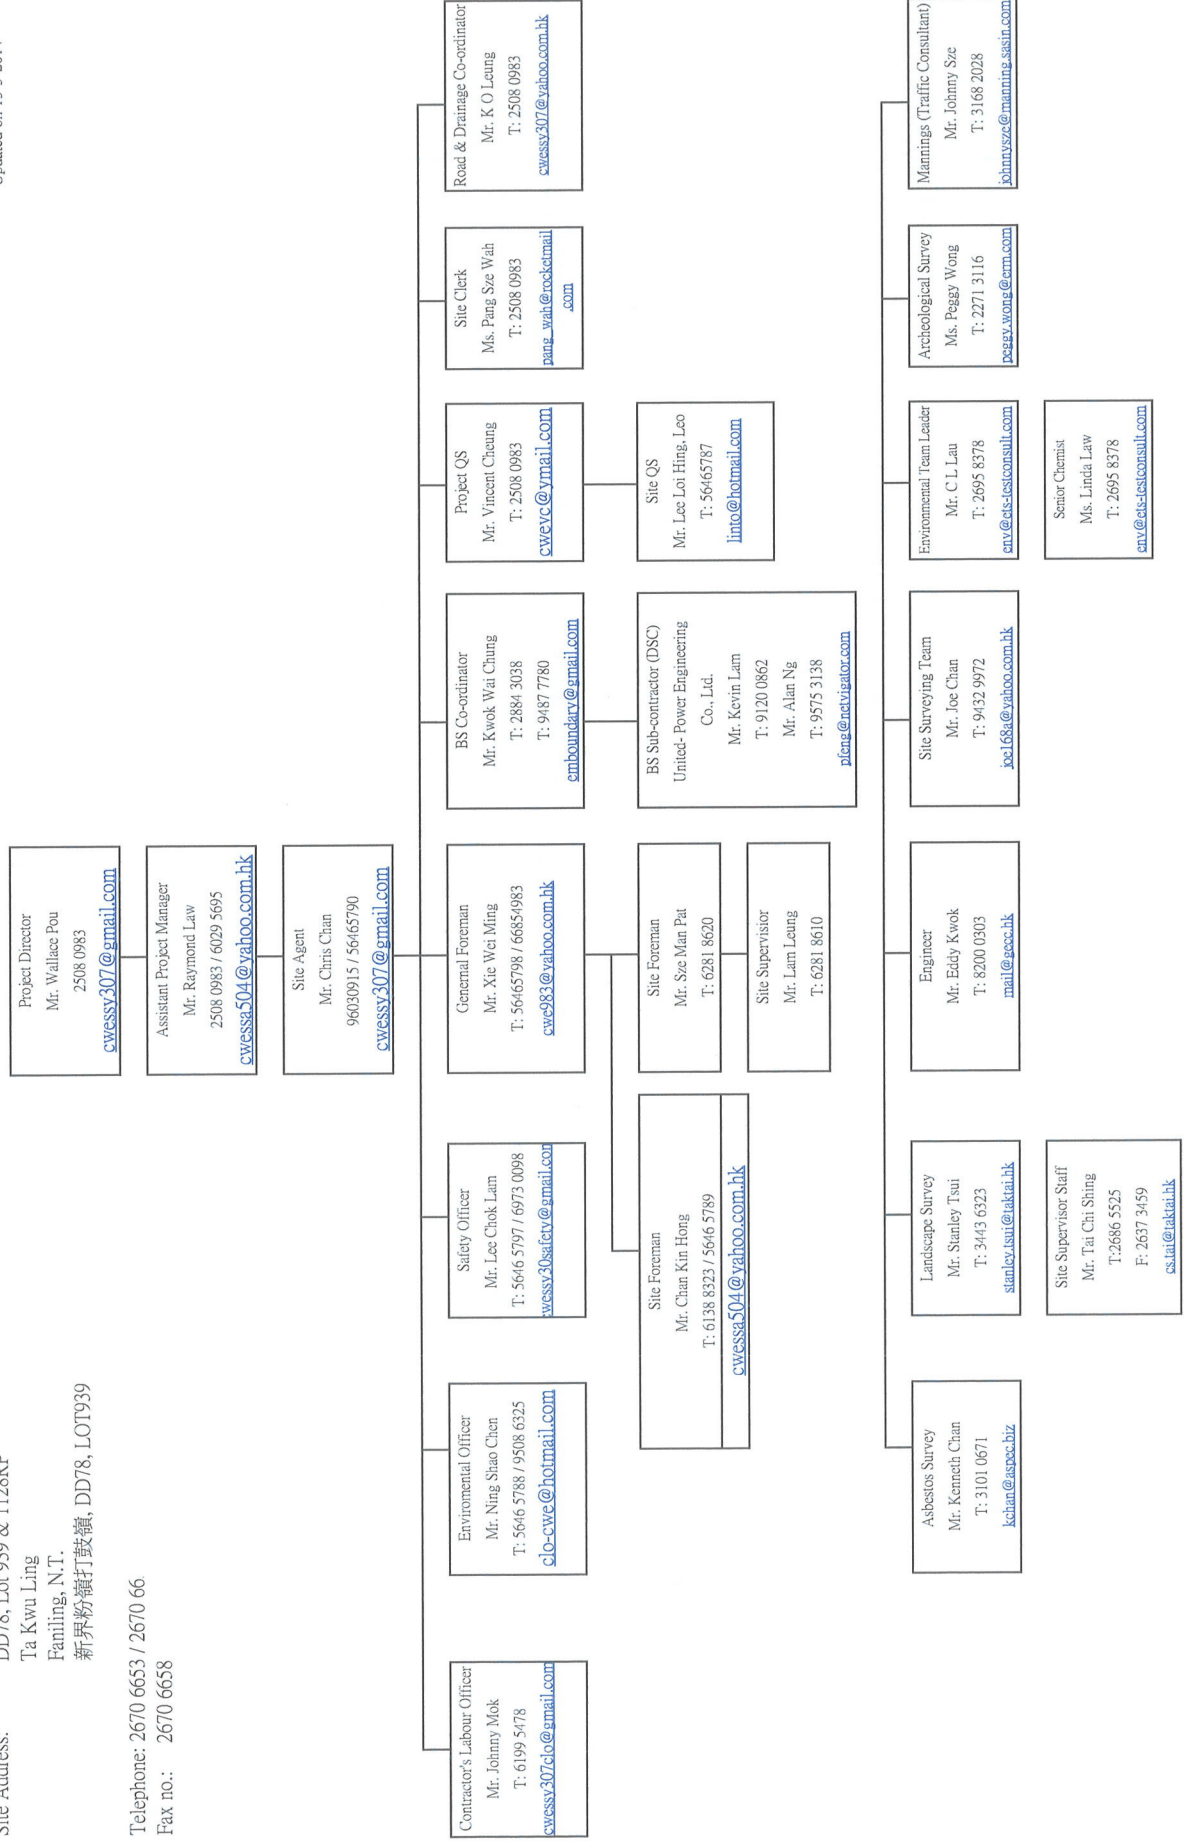 Site Address:
DD78, Lot 939 & 1128RP
Ta Kwu Ling
Faniling, N.T.
新界粉嶺打鼓嶺, DD78, LOT939
Telephone: 2670 6653 / 2670 66
Fax no.: 2670 6658
Project Director
Mr. Wallace Pou
2508 0983
cwessy307@gmail.com
Assistant Project Manager
Mr. Raymond Law
2508 0983 / 6029 5695
cwessa504@yahoo.com.hk
Site Agent
Mr. Chris Chan
96030915 / 56465790
cwessy307@gmail.com
Contractor's Labour Officer
Mr. Johnny Mok
T: 6199 5478
cwessy307clo@gmail.com
Enviromental Officer
Mr. Ning Shao Chen
T: 5646 5788 / 9508 6325
clo-cwe@hotmail.com
Safety Officer
Mr. Lee Chok Lam
T: 5646 5797 / 6973 0098
wessy30safety@gmail.con
Genernal Foreman
Mr. Xie Wei Ming
T: 56465798 / 66854983
cwe983@yahoo.com.hk
BS Co-ordinator
Mr. Kwok Wai Chung
T: 2884 3038
T: 9487 7780
emboundary@gmail.com
Project QS
Mr. Vincent Cheung
T: 2508 0983
cwevc@ymail.com
Site Clerk
Ms. Pang Sze Wah
T: 2508 0983
pang_wah@rocketmail
.com
Road & Drainage Co-ordinator
Mr. K O Leung
T: 2508 0983
cwessy307@yahoo.com.hk
Site Foreman
Mr. Chan Kin Hong
T: 6138 8323 / 5646 5789
cwessa504@yahoo.com.hk
Site Foreman
Mr. Sze Man Pat
T: 6281 8620
Site Supervisior
Mr. Lam Leung
T: 6281 8610
BS Sub-contractor (DSC)
United- Power Engineering
Co., Ltd.
Mr. Kevin Lam
T: 9120 0862
Mr. Alan Ng
T: 9575 3138
pfeng@netvigator.com
Site QS
Mr. Lee Loi Hing, Leo
T: 56465787
linto@hotmail.com
Asbestos Survey
Mr. Kenneth Chan
T: 3101 0671
kchan@aspec.biz
Landscape Survey
Mr. Stanley Tsui
T: 3443 6323
stanley.tsui@taktai.hk
Engineer
Mr. Eddy Kwok
T: 8200 0303
mail@gecc.hk
Site Surveying Team
Mr. Joe Chan
T: 9432 9972
joe168a@yahoo.com.hk
Environmental Team Leader
Mr. C L Lau
T: 2695 8378
env@ets-testconsult.com
Archeological Survey
Ms. Peggy Wong
T: 2271 3116
peggy.wong@erm.com
Mannings (Traffic Consultant)
Mr. Johnny Sze
T: 3168 2028
johnnysze@manning.sasin.com
Site Supervisor Staff
Mr. Tai Chi Shing
T:2686 5525
F: 2637 3459
cs.tai@taktai.hk
Senior Chemist
Ms. Linda Law
T: 2695 8378
env@ets-testconsult.com